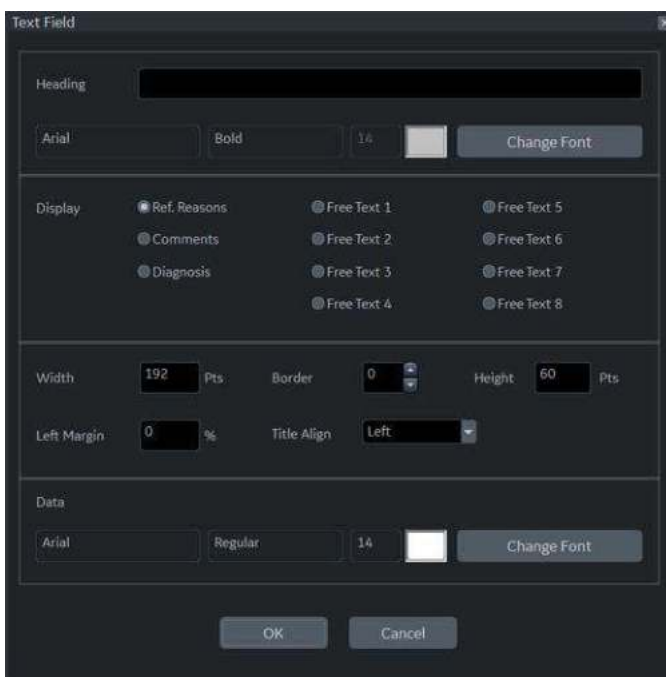 Text Field
Heading
Arial Bold 14 Change Font
Display Ref. Reasons Free Text 1 Free Text 5
Comments Free Text 2 Free Text 6
Diagnosis Free Text 3 Free Text 7
Free Text 4 Free Text 8
Width 192 Pts Border 0 Height 60 Pts
Left Margin 0 % Title Align Left
Data
Arial Regular 14 Change Font
OK Cancel